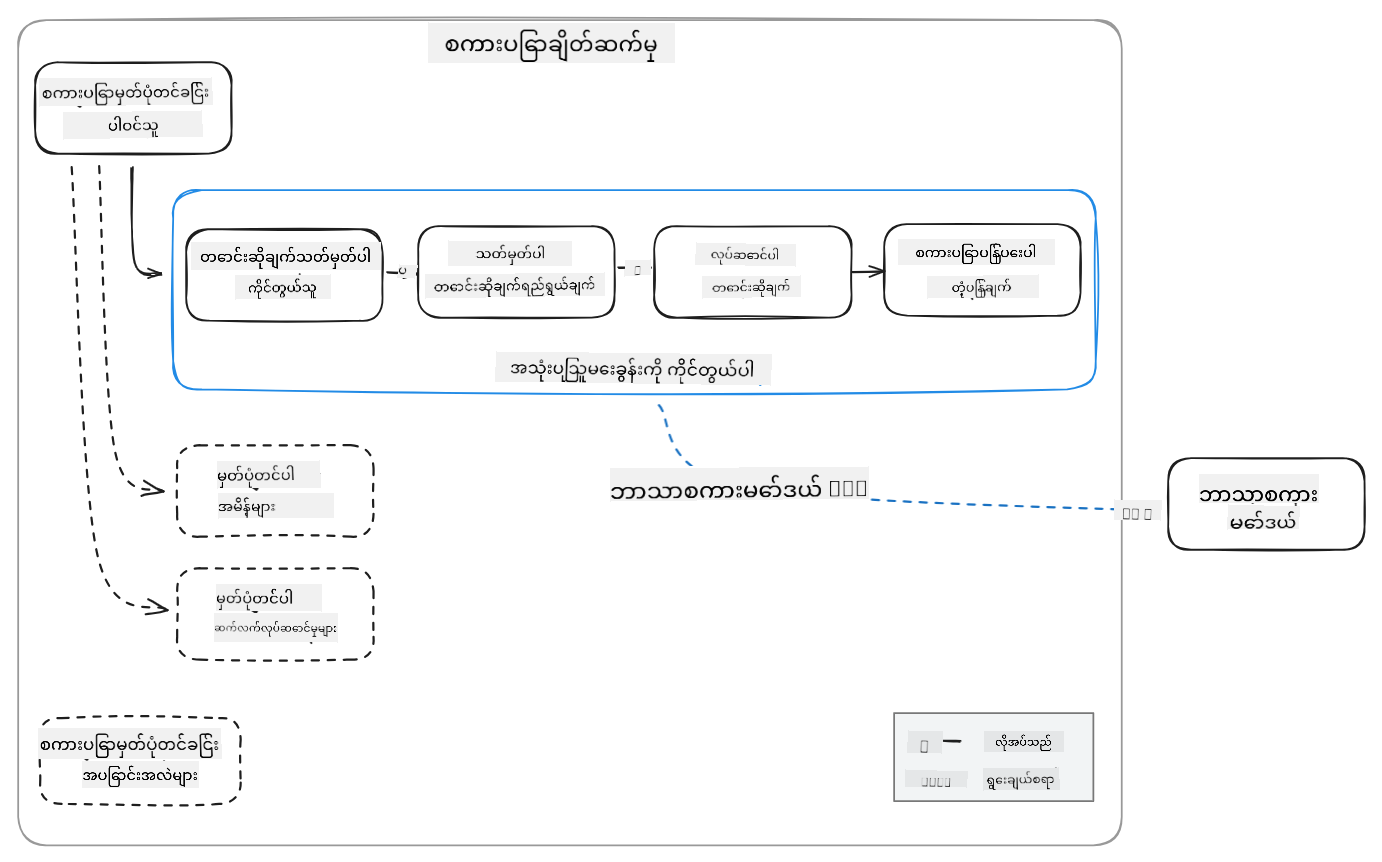 စကားပြောချိတ်ဆက်မှု
စကားပြောမှတ်ပုံတင်ခြင်း
ပါဝင်သူ
တောင်းဆိုချက်သတ်မှတ်ပါ
ကိုင်တွယ်သူ
သတ်မှတ်ပါ
တောင်းဆိုချက်ရည်ရွယ်ချက်
လုပ်ဆောင်ပါ
တောင်းဆိုချက်
စကားပြောပြန်ပေးပါ
တုံ့ပြန်ချက်
အသုံးပြုသူမေးခွန်းကို ကိုင်တွယ်ပါ
မှတ်ပုံတင်ပါ
အမိန့်များ
ဘာသာစကားမော်ဒယ်
ဘာသာစကား
မော်ဒယ်
မှတ်ပုံတင်ပါ
ဆက်လက်လုပ်ဆောင်မှုများ
စကားပြောမှတ်ပုံတင်ခြင်း
အပြောင်းအလဲများ
လိုအပ်သည်
ရွေးချယ်စရာ